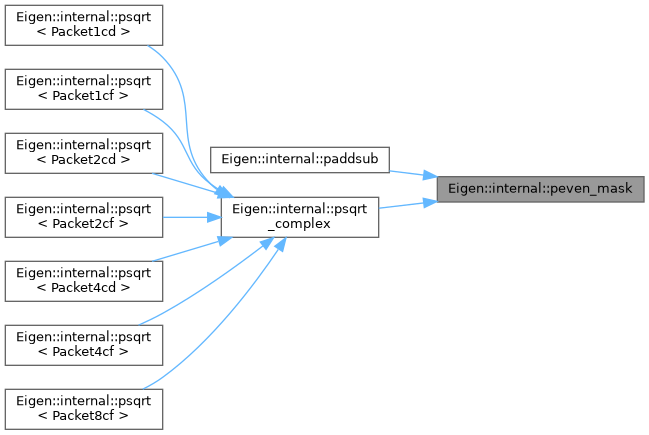 Eigen::internal::psqrt
< Packet1cd >
Eigen::internal::psqrt
< Packet1cf >
Eigen::internal::psqrt
< Packet2cd >
Eigen::internal::psqrt
< Packet2cf >
Eigen::internal::psqrt
< Packet4cd >
Eigen::internal::psqrt
< Packet4cf >
Eigen::internal::psqrt
< Packet8cf >
Eigen::internal::paddsub
Eigen::internal::psqrt
_complex
Eigen::internal::peven_mask